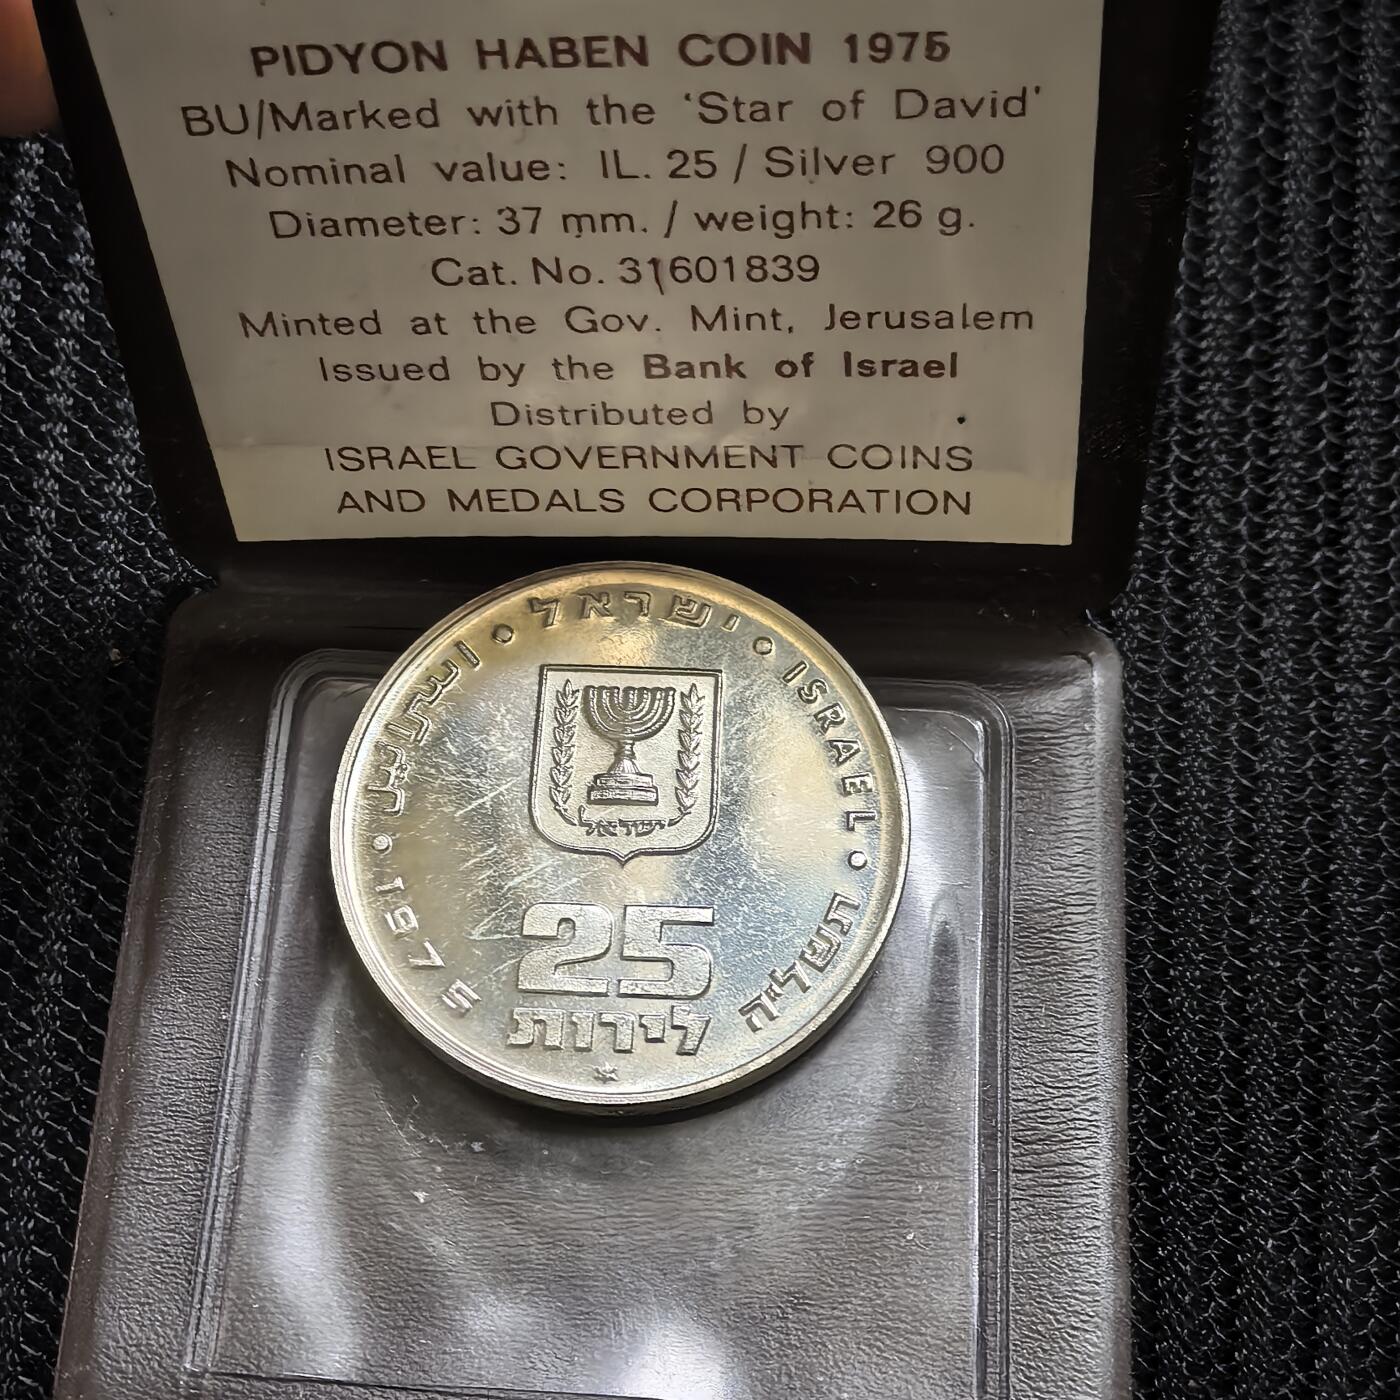 PIDYON HABEN COIN 1975
BU/Marked with the ‘Star of David’
Nominal value: IL. 25 / Silver 900
Diameter: 37 mm. / weight: 26 g.
Cat. No. 31601839
Minted at the Gov. Mint, Jerusalem
Issued by the Bank of Israel
Distributed by
ISRAEL GOVERNMENT COINS
AND MEDALS CORPORATION
ישראל • ISRAEL • תשל״ה
1975 • إسرائيل •
ישראל
25
לירות